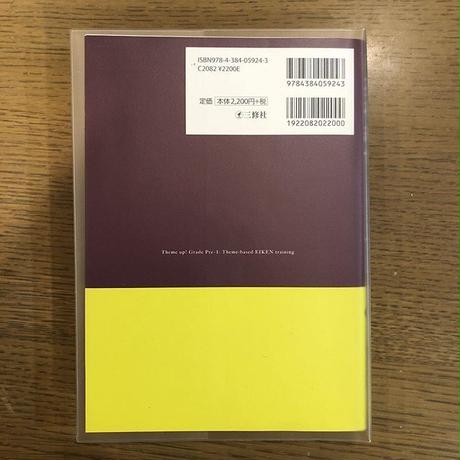 ISBN978-4-384-05924-3
C2082 ¥2200E
9784384059243
定価 本体2,200円+税
三修社
1922082022000
Theme up! Grade Pre-1: Theme-based EIKEN training